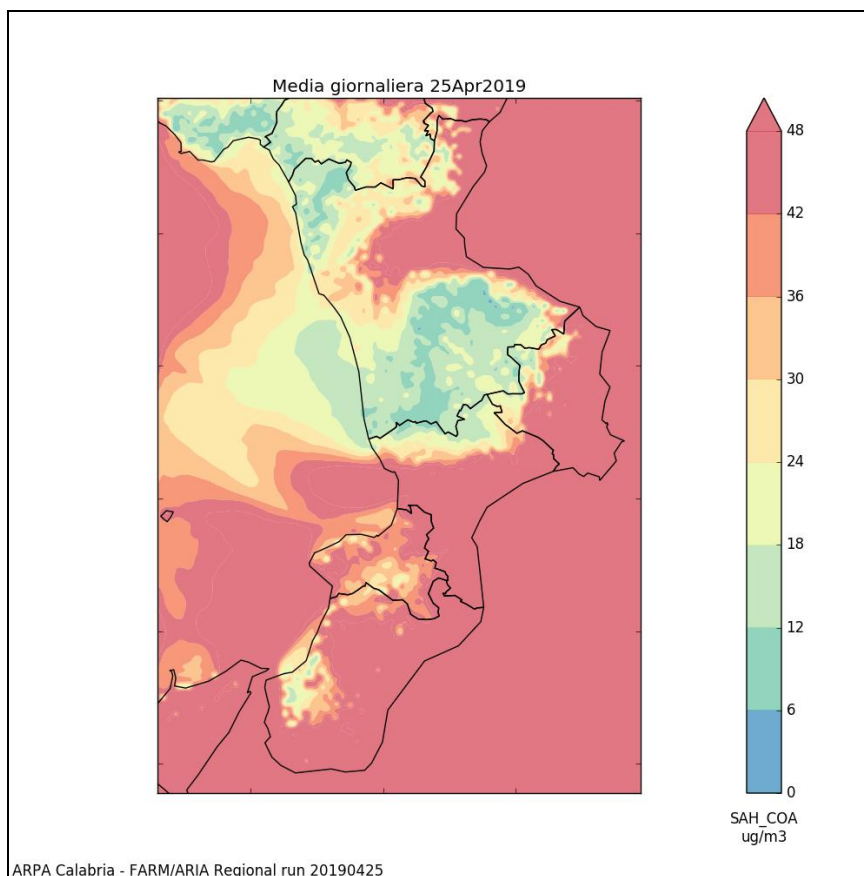 Media giornaliera 25Apr2019
48
42
36
30
24
18
12
6
0
SAH_COA
ug/m3
ARPA Calabria - FARM/ARIA Regional run 20190425